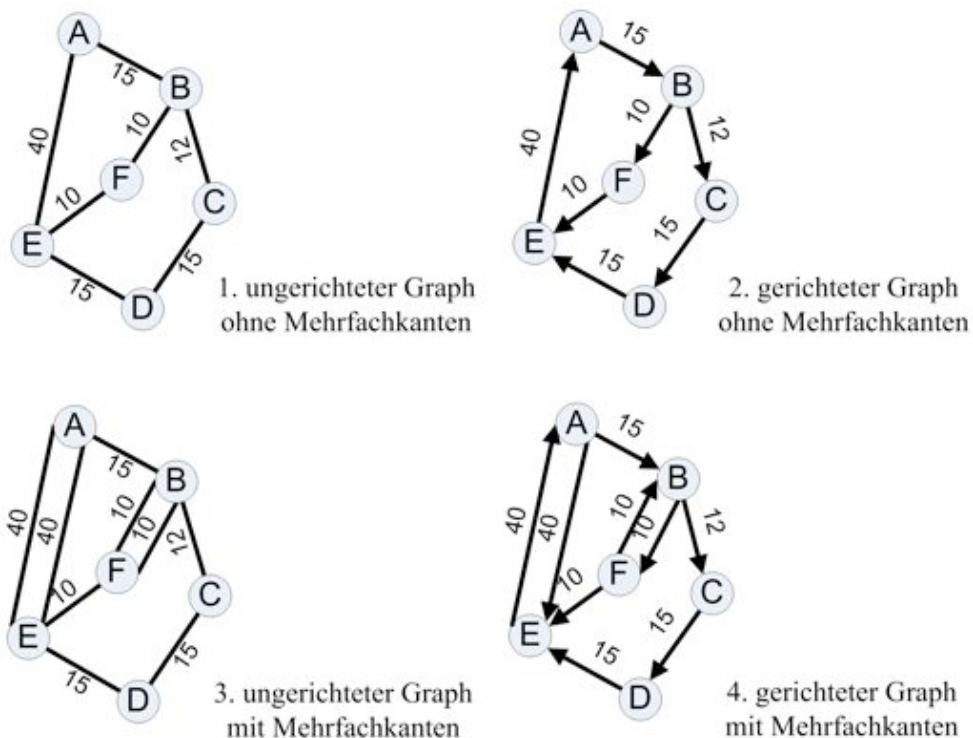 A
15
B
40
10
12
F
10
C
E
15
15
D
1. ungerichteter Graph
ohne Mehrfachkanten
A
15
B
40
10
12
F
10
C
E
15
15
D
2. gerichteter Graph
ohne Mehrfachkanten
A
15
B
40
40
10
10
12
F
10
C
E
15
15
D
3. ungerichteter Graph
mit Mehrfachkanten
A
15
B
40
40
10
10
12
F
10
C
E
15
15
D
4. gerichteter Graph
mit Mehrfachkanten